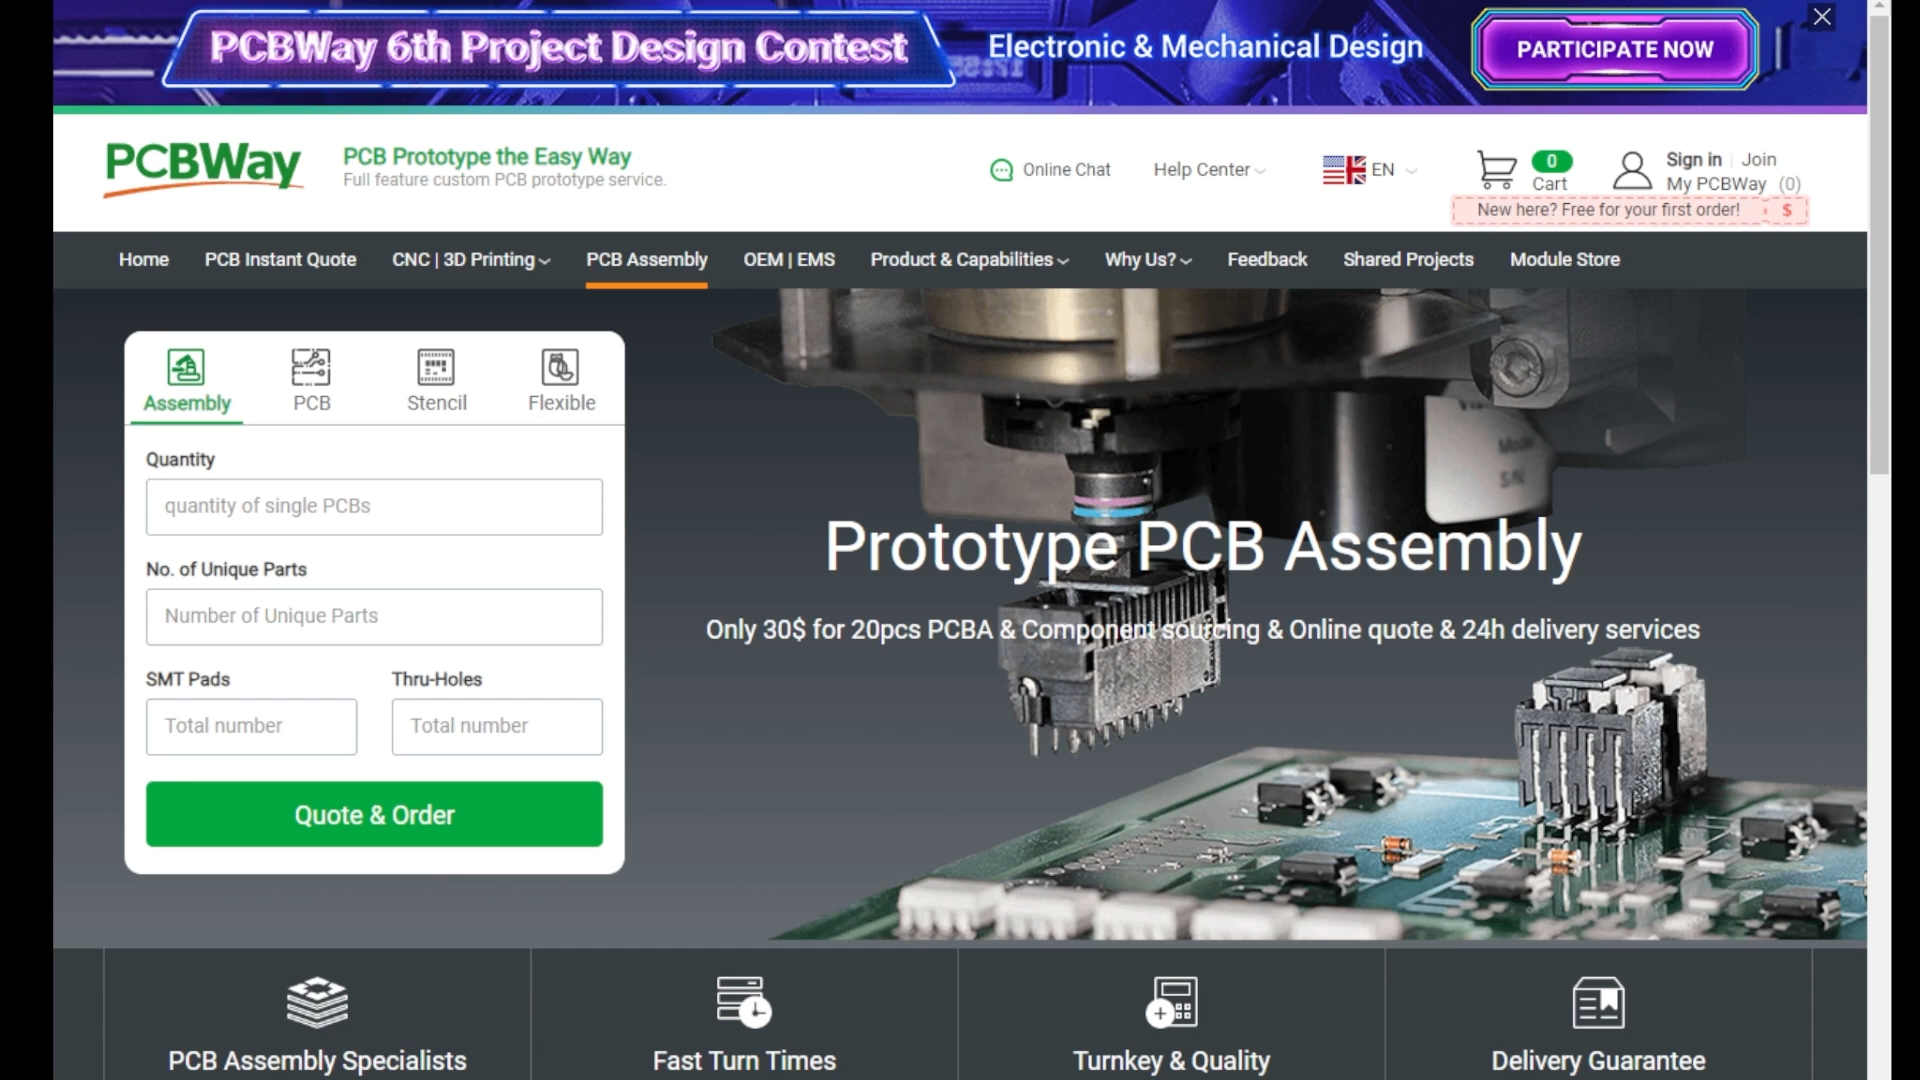 PCBWay 6th Project Design Contest
Electronic & Mechanical Design
PARTICIPATE NOW
PCBWay
PCB Prototype the Easy Way
Full feature custom PCB prototype service.
Online Chat
Help Center
EN
0
Cart
Sign in
Join
My PCBWay (0)
New here? Free for your first order! $
Home
PCB Instant Quote
CNC | 3D Printing
PCB Assembly
OEM | EMS
Product & Capabilities
Why Us?
Feedback
Shared Projects
Module Store
Assembly
PCB
Stencil
Flexible
Quantity
quantity of single PCBs
No. of Unique Parts
Number of Unique Parts
SMT Pads
Thru-Holes
Total number
Total number
Quote & Order
Prototype PCB Assembly
Only 30$ for 20pcs PCBA & Component sourcing & Online quote & 24h delivery services
PCB Assembly Specialists
Fast Turn Times
Turnkey & Quality
Delivery Guarantee